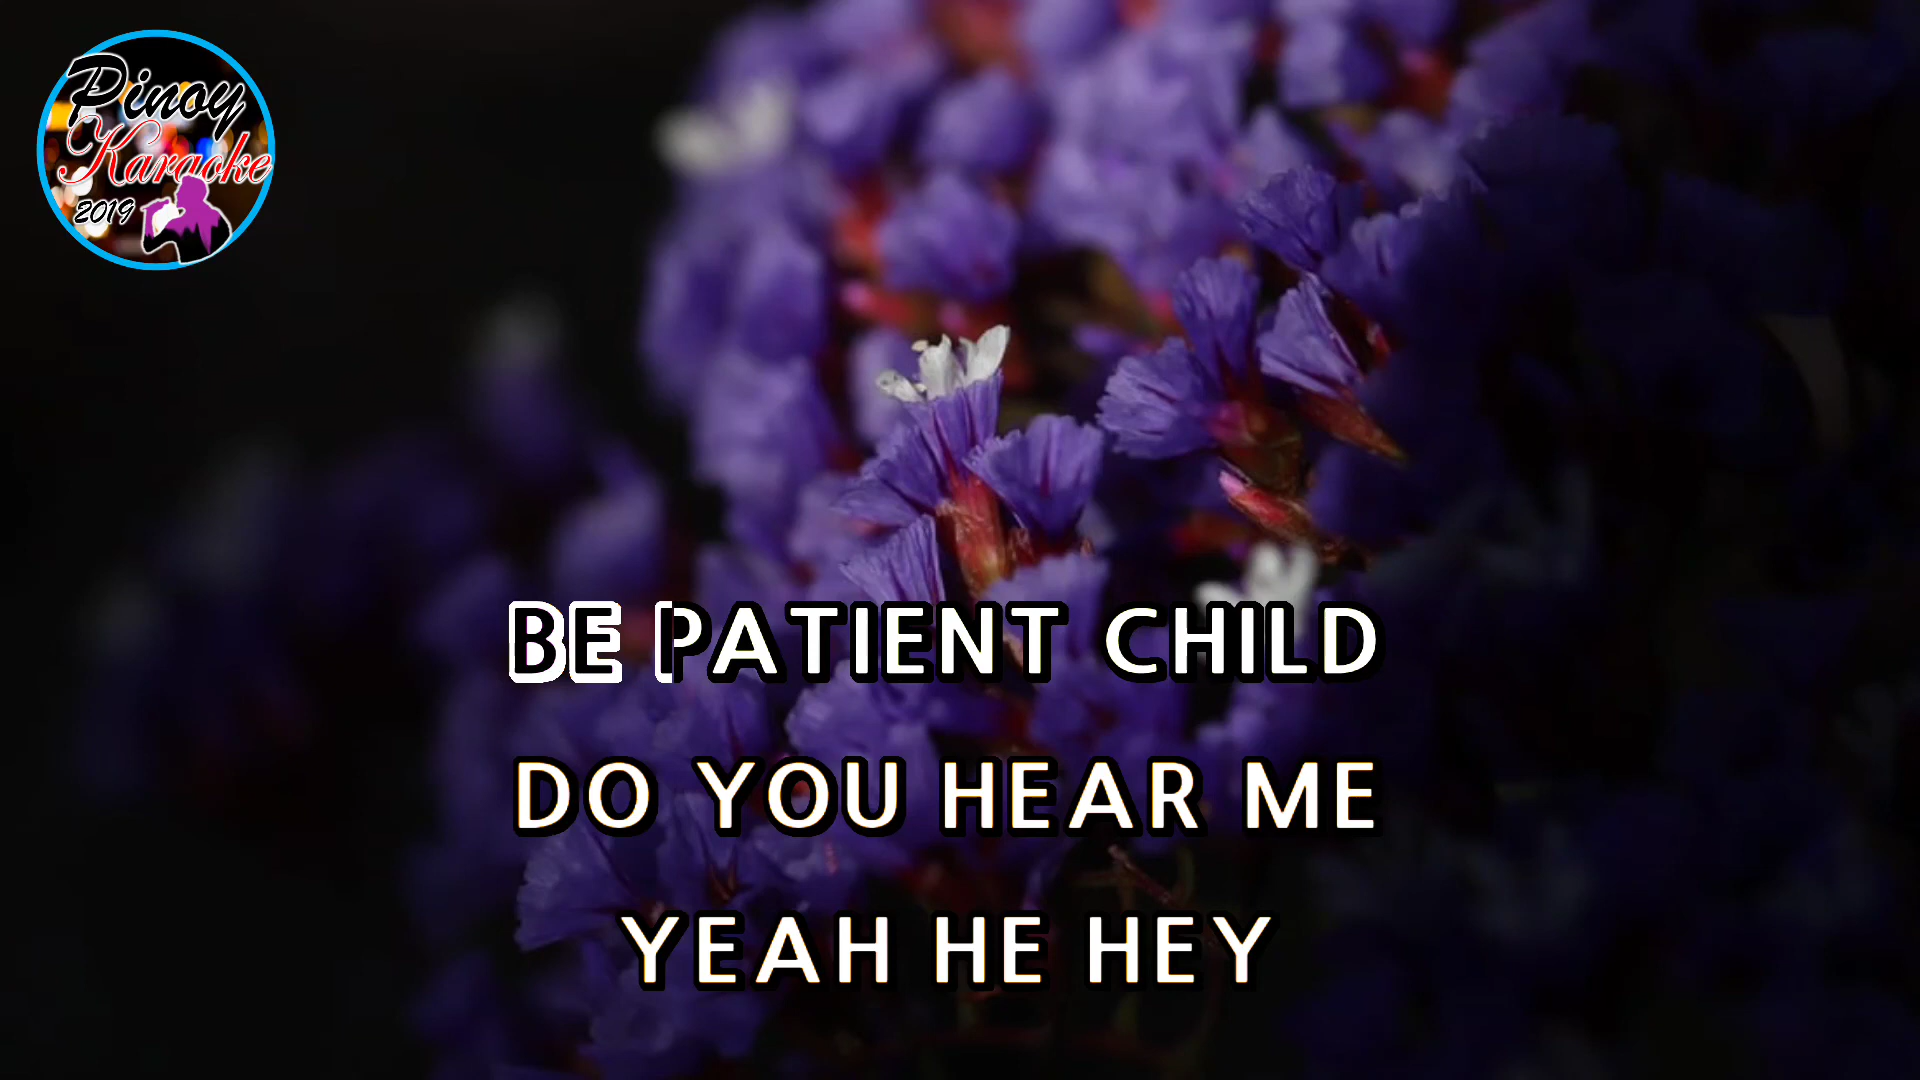 Pinoy
Karaoke
2019
BE PATIENT CHILD
DO YOU HEAR ME
YEAH HE HEY